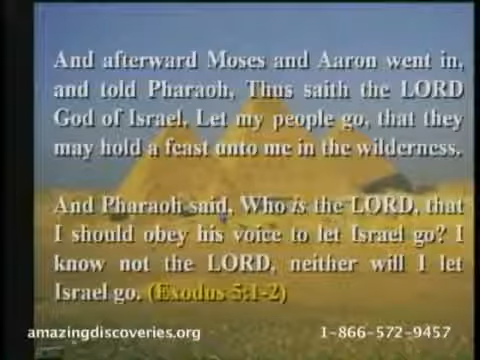 And afterward Moses and Aaron went in,
and told Pharaoh, Thus saith the LORD
God of Israel, Let my people go, that they
may hold a feast unto me in the wilderness.
And Pharaoh said, Who is the LORD, that
I should obey his voice to let Israel go? I
know not the LORD, neither will I let
Israel go. (Exodus 5:1-2)
amazingdiscoveries.org 1-866-572-9457